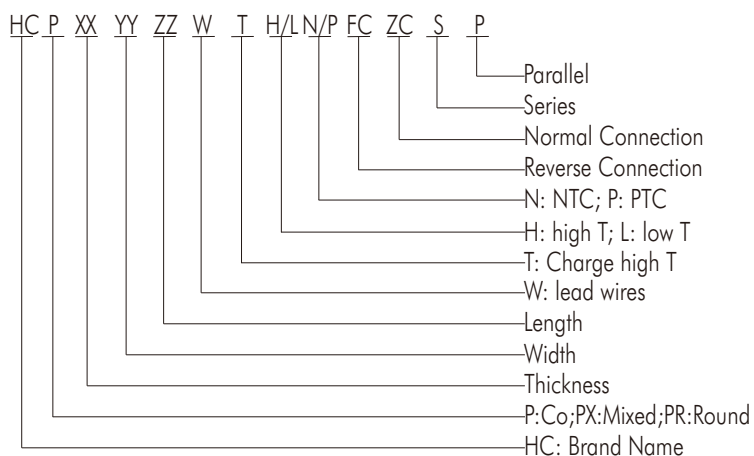 HC P XX YY ZZ W T H/L N/P FC ZC S P
Parallel
Series
Normal Connection
Reverse Connection
N: NTC; P: PTC
H: high T; L: low T
T: Charge high T
W: lead wires
Length
Width
Thickness
P:Co;PX:Mixed;PR:Round
HC: Brand Name